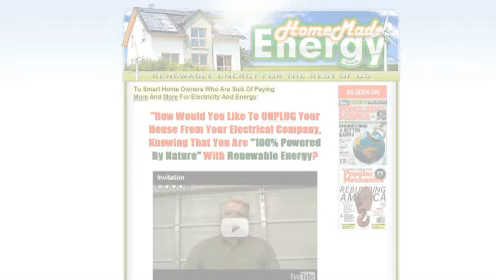 HomeMade
Energy
RENEWABLE ENERGY FOR THE REST OF US
To Smart Home Owners Who Are Sick Of Paying
More And More For Electricity And Energy:
AS SEEN ON
"How Would You Like To UNPLUG Your
House From Your Electrical Company,
Knowing That You Are "100% Powered
By Nature" With Renewable Energy?
Invitation
YouTube
Popular
Mechanics
REBUILDING
AMERICA